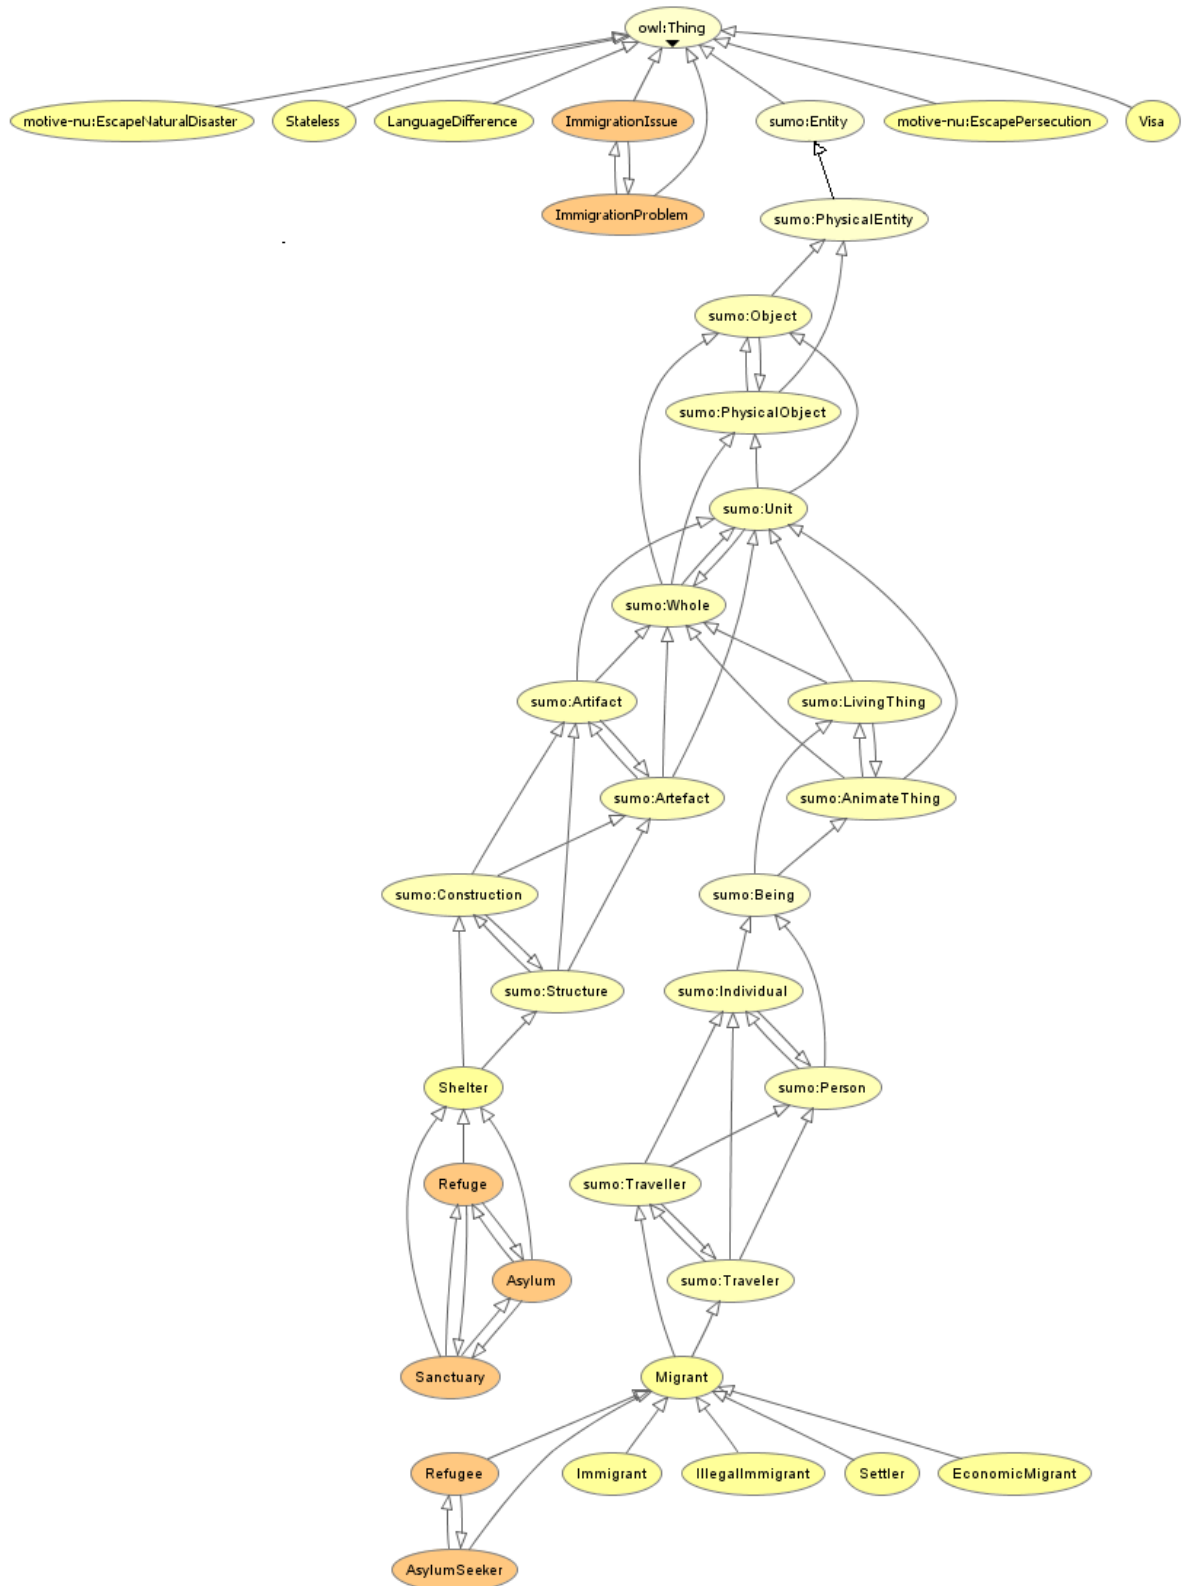 owl:Thing
motive-nu:EscapeNaturalDisaster
Stateless
LanguageDifference
ImmigrationIssue
sumo:Entity
motive-nu:EscapePersecution
Visa
ImmigrationProblem
sumo:PhysicalEntity
sumo:Object
sumo:PhysicalObject
sumo:Unit
sumo:Whole
sumo:Artifact
sumo:LivingThing
sumo:Artefact
sumo:AnimateThing
sumo:Construction
sumo:Being
sumo:Structure
sumo:Individual
Shelter
sumo:Person
Refuge
sumo:Traveller
Asylum
sumo:Traveler
Sanctuary
Migrant
Refugee
Immigrant
IllegalImmigrant
Settler
EconomicMigrant
AsylumSeeker